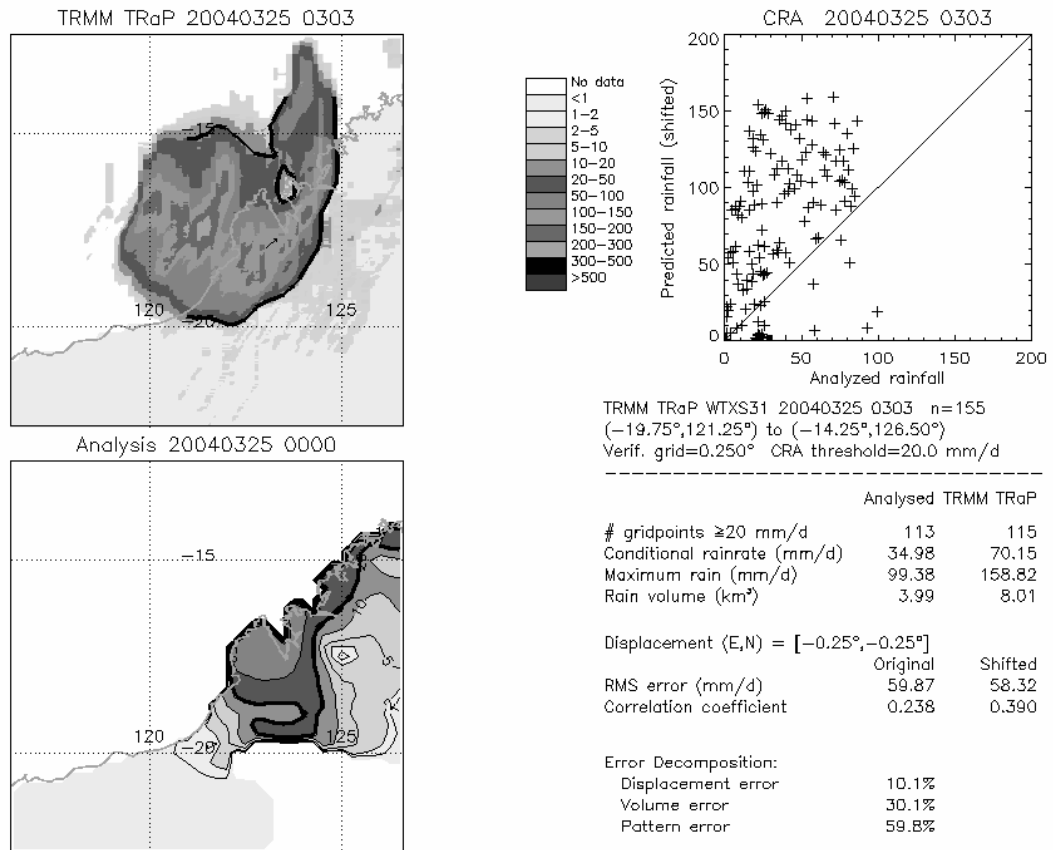 TRMM TRaP 20040325 0303
-15
120
-20
125
Analysis 20040325 0000
-15
10
5
120
-20
125
No data
<1
1-2
2-5
5-10
10-20
20-50
50-100
100-150
150-200
200-300
300-500
>500
CRA 20040325 0303
200
150
100
50
0
Predicted rainfall (shifted)
0 50 100 150 200
Analyzed rainfall
TRMM TRaP WTXS31 20040325 0303 n=155
(-19.75°,121.25°) to (-14.25°,126.50°)
Verif. grid=0.250° CRA threshold=20.0 mm/d
Analysed TRMM TRaP
# gridpoints ≥20 mm/d 113 115
Conditional rainrate (mm/d) 34.98 70.15
Maximum rain (mm/d) 99.38 158.82
Rain volume (km³) 3.99 8.01
Displacement (E,N) = [-0.25°,-0.25°]
Original Shifted
RMS error (mm/d) 59.87 58.32
Correlation coefficient 0.238 0.390
Error Decomposition:
Displacement error 10.1%
Volume error 30.1%
Pattern error 59.8%